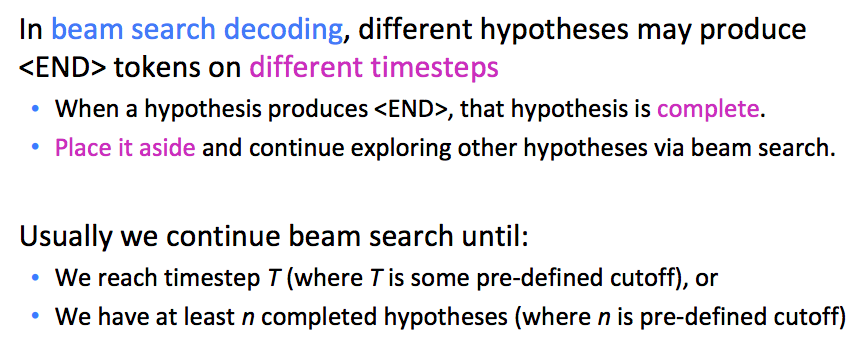 In beam search decoding, different hypotheses may produce
<END> tokens on different timesteps
• When a hypothesis produces <END>, that hypothesis is complete.
• Place it aside and continue exploring other hypotheses via beam search.
Usually we continue beam search until:
• We reach timestep T (where T is some pre-defined cutoff), or
• We have at least n completed hypotheses (where n is pre-defined cutoff)